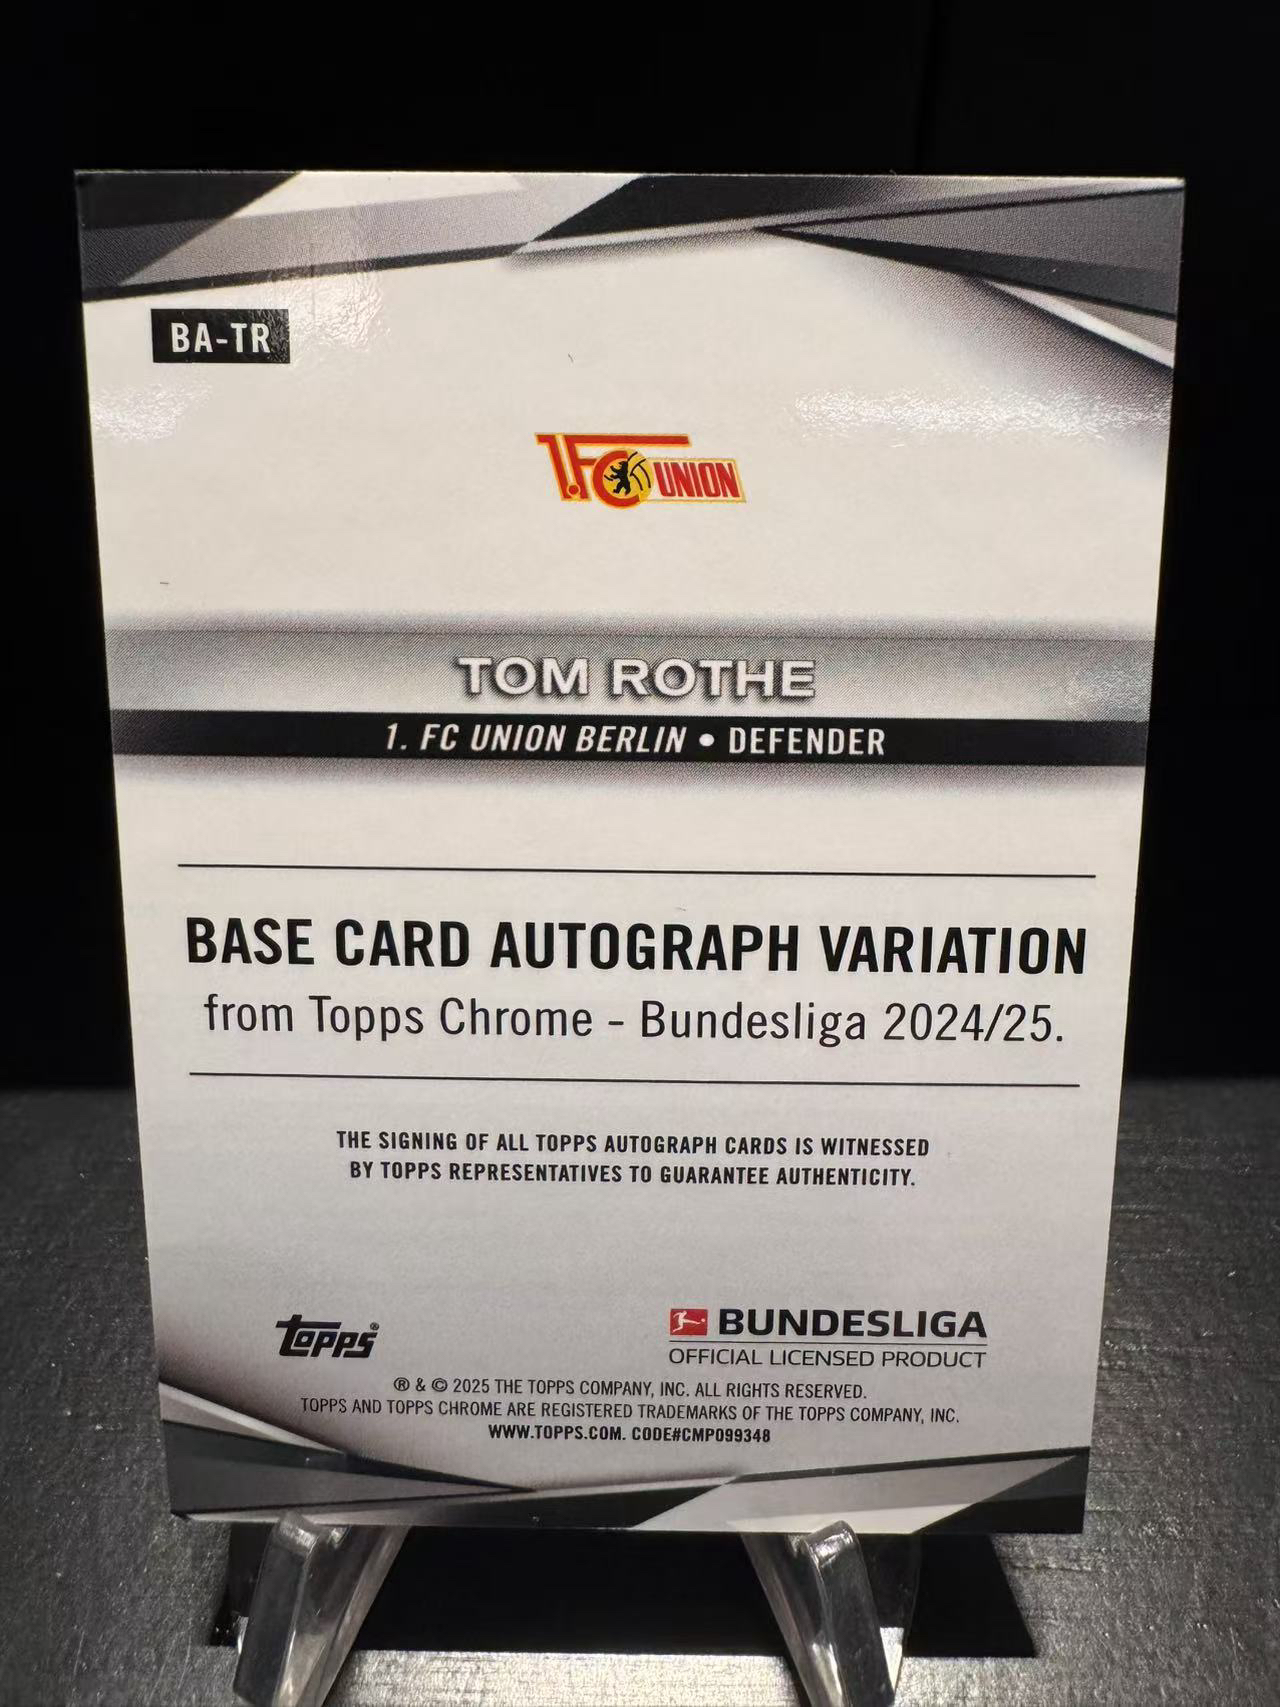 BA-TR
1.FC UNION
TOM ROTHE
1. FC UNION BERLIN • DEFENDER
BASE CARD AUTOGRAPH VARIATION
from Topps Chrome - Bundesliga 2024/25.
THE SIGNING OF ALL TOPPS AUTOGRAPH CARDS IS WITNESSED
BY TOPPS REPRESENTATIVES TO GUARANTEE AUTHENTICITY.
topps®
BUNDESLIGA
OFFICIAL LICENSED PRODUCT
® & © 2025 THE TOPPS COMPANY, INC. ALL RIGHTS RESERVED.
TOPPS AND TOPPS CHROME ARE REGISTERED TRADEMARKS OF THE TOPPS COMPANY, INC.
WWW.TOPPS.COM. CODE#CMP099348